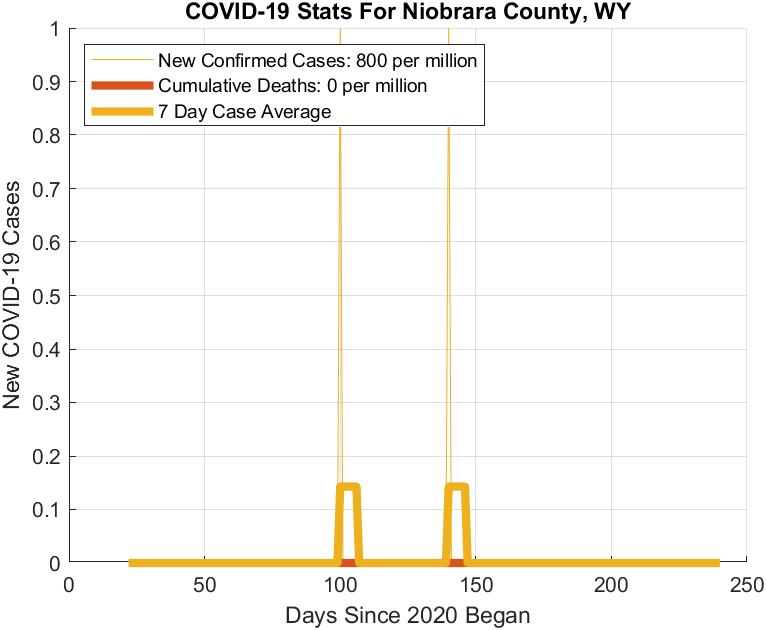 COVID-19 Stats For Niobrara County, WY
New Confirmed Cases: 800 per million
Cumulative Deaths: 0 per million
7 Day Case Average
New COVID-19 Cases
1
0.9
0.8
0.7
0.6
0.5
0.4
0.3
0.2
0.1
0
0 50 100 150 200 250
Days Since 2020 Began